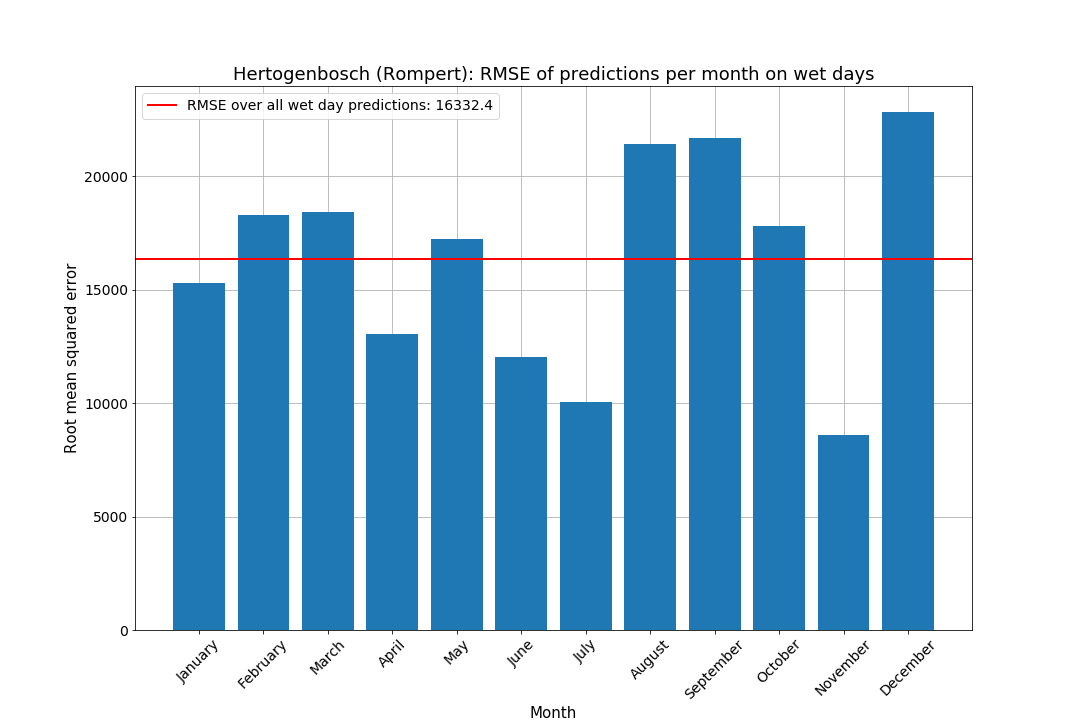 Hertogenbosch (Rompert): RMSE of predictions per month on wet days
RMSE over all wet day predictions: 16332.4
Root mean squared error
20000
15000
10000
5000
0
January
February
March
April
May
June
July
August
September
October
November
December
Month